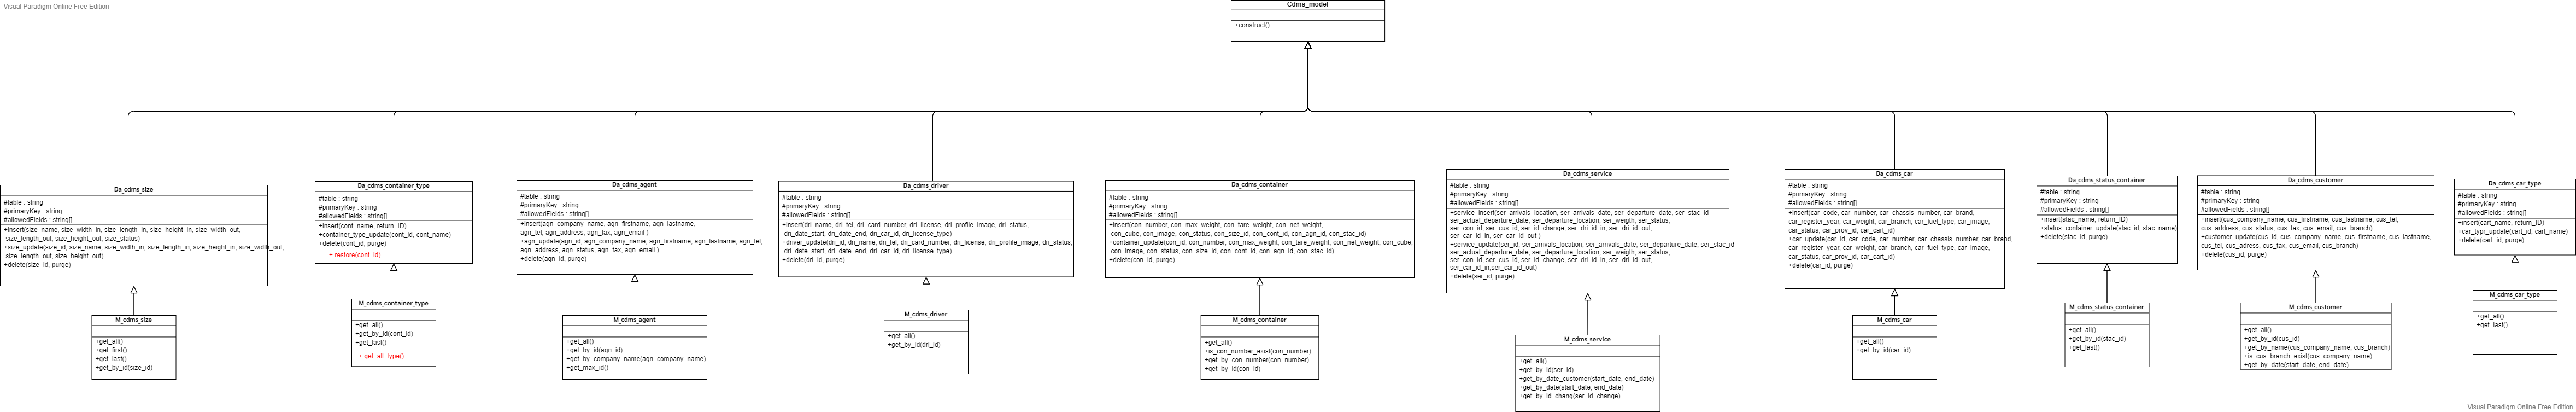 Visual Paradigm Online Free Edition
Cdms_model
+construct()
Da_cdms_size
#table : string
#primaryKey : string
#allowedFields : string[]
+insert(size_name, size_width_in, size_length_in, size_height_in, size_width_out,
size_length_out, size_height_out, size_status)
+size_update(size_id, size_name, size_width_in, size_length_in, size_height_in, size_width_out,
size_length_out, size_height_out)
+delete(size_id, purge)
M_cdms_size
+get_all()
+get_first()
+get_last()
+get_by_id(size_id)
Da_cdms_container_type
#table : string
#primaryKey : string
#allowedFields : string[]
+insert(cont_name, return_ID)
+container_type_update(cont_id, cont_name)
+delete(cont_id, purge)
+ restore(cont_id)
M_cdms_container_type
+get_all()
+get_by_id(cont_id)
+get_last()
+ get_all_type()
Da_cdms_agent
#table : string
#primaryKey : string
#allowedFields : string[]
+insert(agn_company_name, agn_firstname, agn_lastname,
agn_tel, agn_address, agn_tax, agn_email )
+agn_update(agn_id, agn_company_name, agn_firstname, agn_lastname, agn_tel,
agn_address, agn_status, agn_tax, agn_email )
+delete(agn_id, purge)
M_cdms_agent
+get_all()
+get_by_id(agn_id)
+get_by_company_name(agn_company_name)
+get_max_id()
Da_cdms_driver
#table : string
#primaryKey : string
#allowedFields : string[]
+insert(dri_name, dri_tel, dri_card_number, dri_license, dri_profile_image, dri_status,
dri_date_start, dri_date_end, dri_car_id, dri_license_type)
+driver_update(dri_id, dri_name, dri_tel, dri_card_number, dri_license, dri_profile_image, dri_status,
dri_date_start, dri_date_end, dri_car_id, dri_license_type)
+delete(dri_id, purge)
M_cdms_driver
+get_all()
+get_by_id(dri_id)
Da_cdms_container
#table : string
#primaryKey : string
#allowedFields : string[]
+insert(con_number, con_max_weight, con_tare_weight, con_net_weight,
con_cube, con_image, con_status, con_size_id, con_cont_id, con_agn_id, con_stac_id)
+container_update(con_id, con_number, con_max_weight, con_tare_weight, con_net_weight, con_cube,
con_image, con_status, con_size_id, con_cont_id, con_agn_id, con_stac_id)
+delete(con_id, purge)
M_cdms_container
+get_all()
+is_con_number_exist(con_number)
+get_by_con_number(con_number)
+get_by_id(con_id)
Da_cdms_service
#table : string
#primaryKey : string
#allowedFields : string[]
+service_insert(ser_arrivals_location, ser_arrivals_date, ser_departure_date, ser_stac_id
ser_actual_departure_date, ser_departure_location, ser_weigth, ser_status,
ser_con_id, ser_cus_id, ser_id_change, ser_dri_id_in, ser_dri_id_out,
ser_car_id_in, ser_car_id_out )
+service_update(ser_id, ser_arrivals_location, ser_arrivals_date, ser_departure_date, ser_stac_id
ser_actual_departure_date, ser_departure_location, ser_weigth, ser_status,
ser_con_id, ser_cus_id, ser_id_change, ser_dri_id_in, ser_dri_id_out,
ser_car_id_in,ser_car_id_out)
+delete(ser_id, purge)
M_cdms_service
+get_all()
+get_by_id(ser_id)
+get_by_date_customer(start_date, end_date)
+get_by_date(start_date, end_date)
+get_by_id_chang(ser_id_change)
Da_cdms_car
#table : string
#primaryKey : string
#allowedFields : string[]
+insert(car_code, car_number, car_chassis_number, car_brand,
car_register_year, car_weight, car_branch, car_fuel_type, car_image,
car_status, car_prov_id, car_cart_id)
+car_update(car_id, car_code, car_number, car_chassis_number, car_brand,
car_register_year, car_weight, car_branch, car_fuel_type, car_image,
car_status, car_prov_id, car_cart_id)
+delete(car_id, purge)
M_cdms_car
+get_all()
+get_by_id(car_id)
Da_cdms_status_container
#table : string
#primaryKey : string
#allowedFields : string[]
+insert(stac_name, return_ID)
+status_container_update(stac_id, stac_name)
+delete(stac_id, purge)
M_cdms_status_container
+get_all()
+get_by_id(stac_id)
+get_last()
Da_cdms_customer
#table : string
#primaryKey : string
#allowedFields : string[]
+insert(cus_company_name, cus_firstname, cus_lastname, cus_tel,
cus_address, cus_status, cus_tax, cus_email, cus_branch)
+customer_update(cus_id, cus_company_name, cus_firstname, cus_lastname,
cus_tel, cus_adress, cus_tax, cus_email, cus_branch)
+delete(cus_id, purge)
M_cdms_customer
+get_all()
+get_by_id(cus_id)
+get_by_name(cus_company_name, cus_branch)
+is_cus_branch_exist(cus_company_name)
+get_by_date(start_date, end_date)
Da_cdms_car_type
#table : string
#primaryKey : string
#allowedFields : string[]
+insert(cart_name, return_ID)
+car_typr_update(cart_id, cart_name)
+delete(cart_id, purge)
M_cdms_car_type
+get_all()
+get_last()
Visual Paradigm Online Free Edition